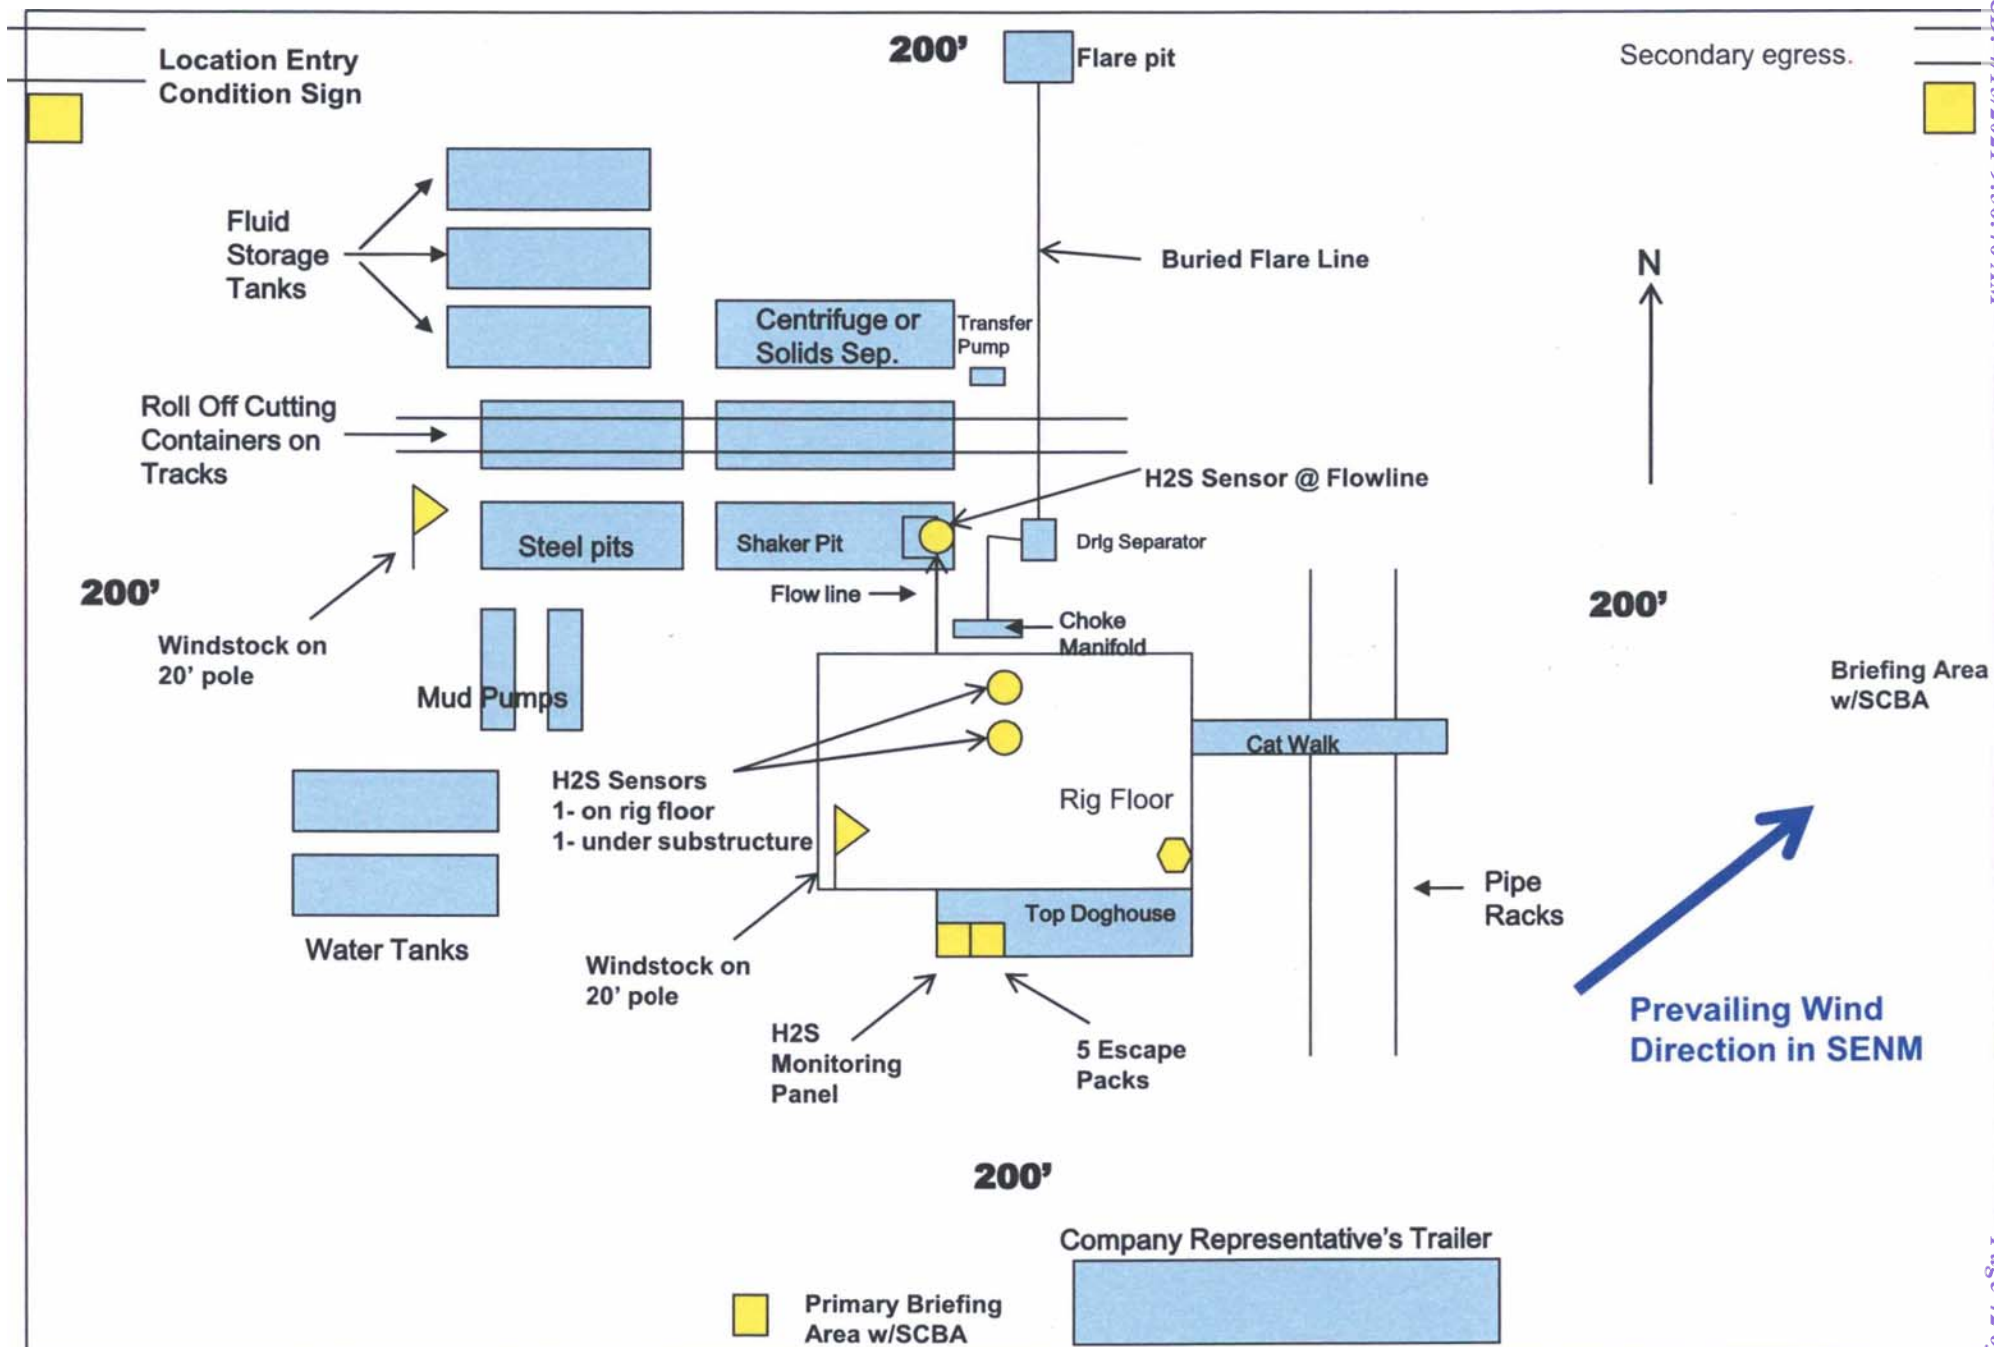 Location Entry
Condition Sign
200'
Flare pit
Secondary egress.
Fluid
Storage
Tanks
Buried Flare Line
N
Centrifuge or
Solids Sep.
Transfer
Pump
Roll Off Cutting
Containers on
Tracks
H2S Sensor @ Flowline
Steel pits
Shaker Pit
Drlg Separator
200'
Flow line
200'
Windstock on
20' pole
Choke
Manifold
Briefing Area
w/SCBA
Mud Pumps
Cat Walk
H2S Sensors
1- on rig floor
1- under substructure
Rig Floor
Pipe
Racks
Top Doghouse
Water Tanks
Windstock on
20' pole
Prevailing Wind
Direction in SENM
H2S
Monitoring
Panel
5 Escape
Packs
200'
Company Representative's Trailer
Primary Briefing
Area w/SCBA